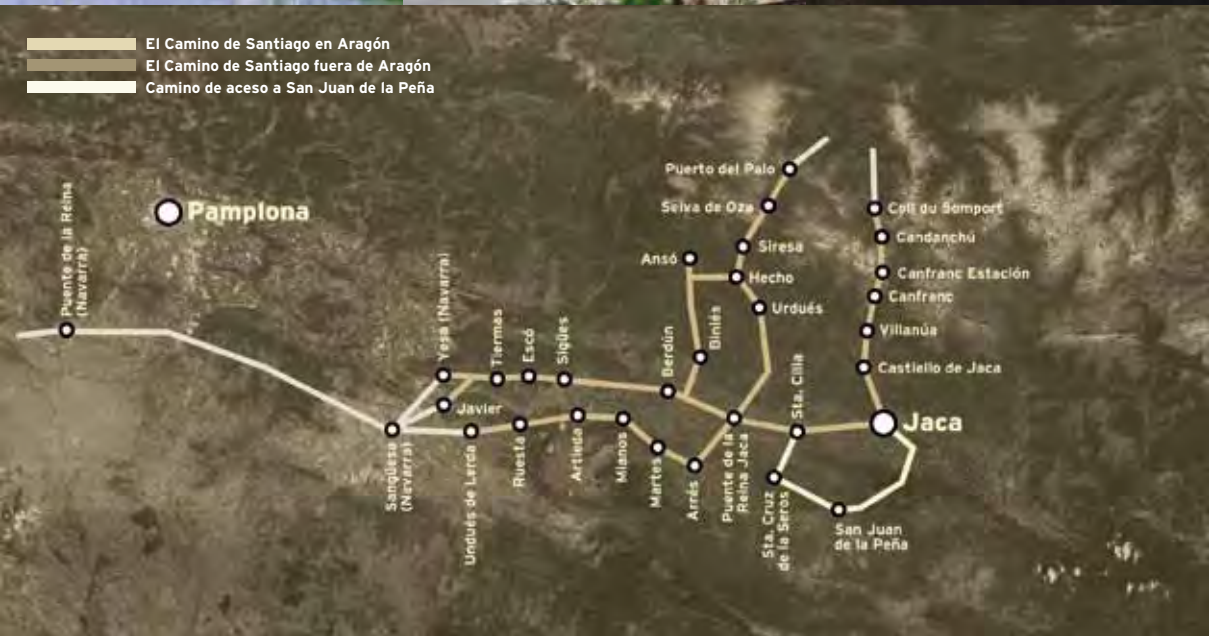 El Camino de Santiago en Aragón
El Camino de Santiago fuera de Aragón
Camino de aceso a San Juan de la Peña
Puente de la Reina
(Navarra)
Pamplona
Puerto del Palo
Selva de Oza
Siresa
Ansó
Hecho
Urdués
Coll du Somport
Candanchú
Canfranc Estación
Canfranc
Villanúa
Castiello de Jaca
Jaca
Yesa (Navarra)
Tiermas
Escó
Sigües
Berdún
Biniés
Sta. Cilia
Javier
Sangüesa
(Navarra)
Undués de Lerda
Ruesta
Artieda
Mianos
Martes
Arrés
Puente de la
Reina Jaca
Sta. Cruz
de la Seros
San Juan
de la Peña